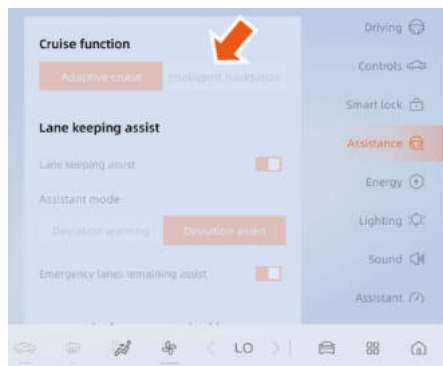 Cruise function
Adaptive cruise
Intelligent navigation
Lane keeping assist
Lane keeping assist
Assistant mode
Deviation warning
Deviation assist
Emergency lanes remaining assist
Driving
Controls
Smart lock
Assistance
Energy
Lighting
Sound
Assistant
LO